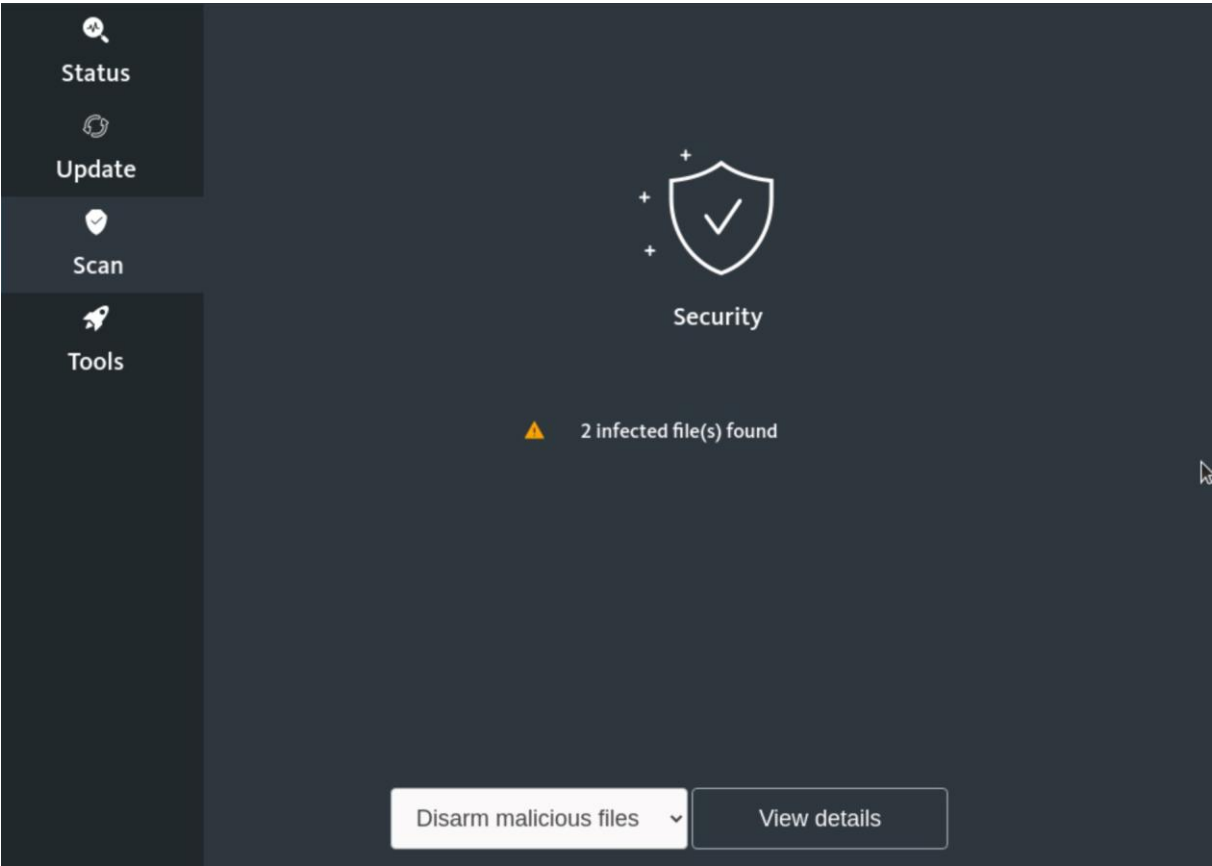 Status
Update
Scan
Tools
Security
2 infected file(s) found
Disarm malicious files
View details